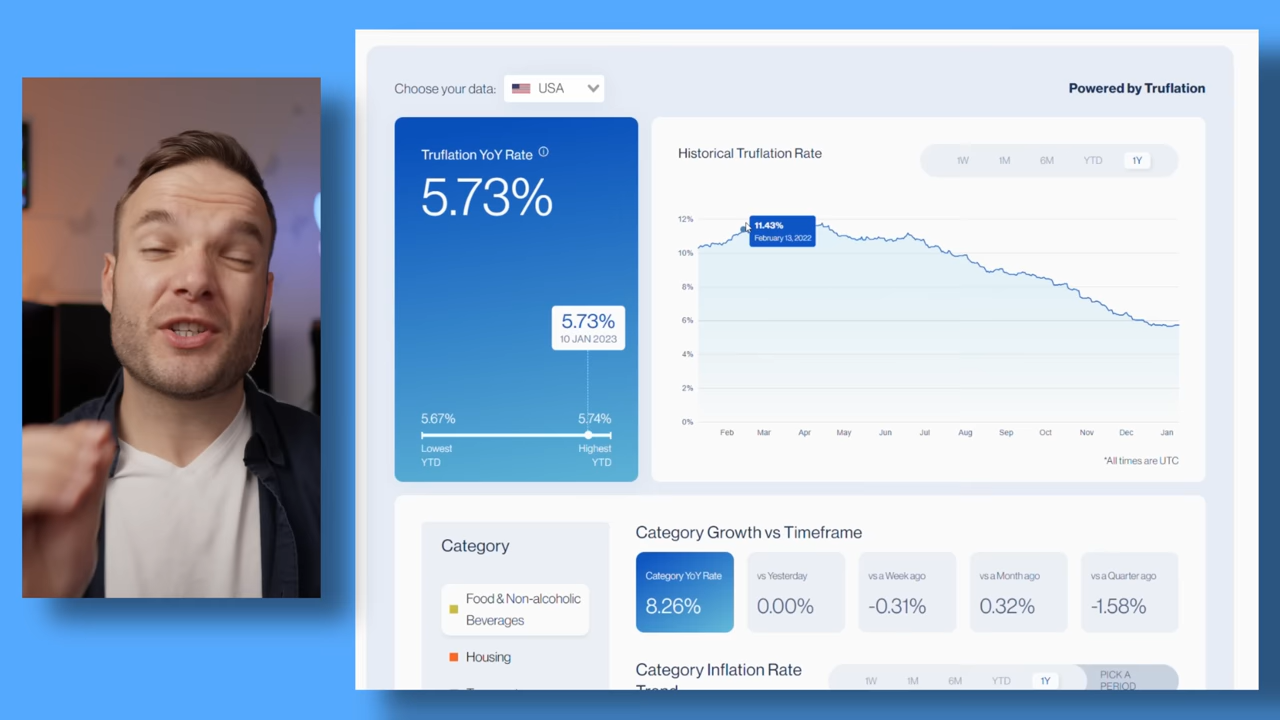 Choose your data:
USA
Powered by Truflation
Truflation YoY Rate
5.73%
5.73%
10 JAN 2023
5.67%
5.74%
Lowest
YTD
Highest
YTD
Historical Truflation Rate
1W
1M
6M
YTD
1Y
12%
10%
8%
6%
4%
2%
0%
11.43%
February 13, 2022
Feb
Mar
Apr
May
Jun
Jul
Aug
Sep
Oct
Nov
Dec
Jan
*All times are UTC
Category
Food & Non-alcoholic
Beverages
Housing
Category Growth vs Timeframe
Category YoY Rate
8.26%
vs Yesterday
0.00%
vs a Week ago
-0.31%
vs a Month ago
0.32%
vs a Quarter ago
-1.58%
Category Inflation Rate
Trend
1W
1M
6M
YTD
1Y
PICK A
PERIOD